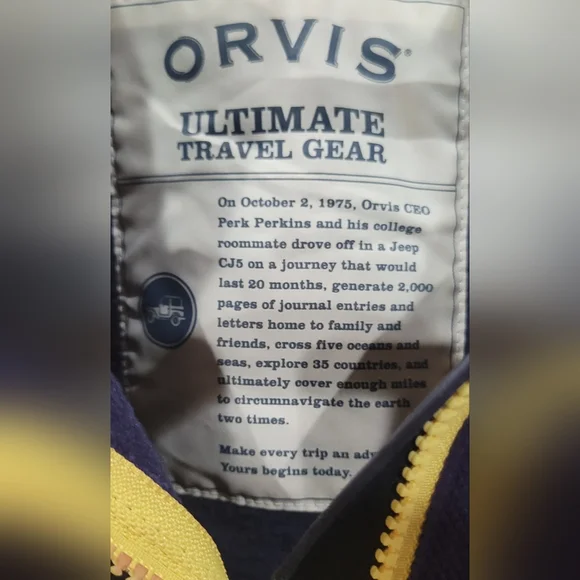 ORVIS®
ULTIMATE
TRAVEL GEAR
On October 2, 1975, Orvis CEO
Perk Perkins and his college
roommate drove off in a Jeep
CJ5 on a journey that would
last 20 months, generate 2,000
pages of journal entries and
letters home to family and
friends, cross five oceans and
seas, explore 35 countries, and
ultimately cover enough miles
to circumnavigate the earth
two times.
Make every trip an adv
Yours begins today.